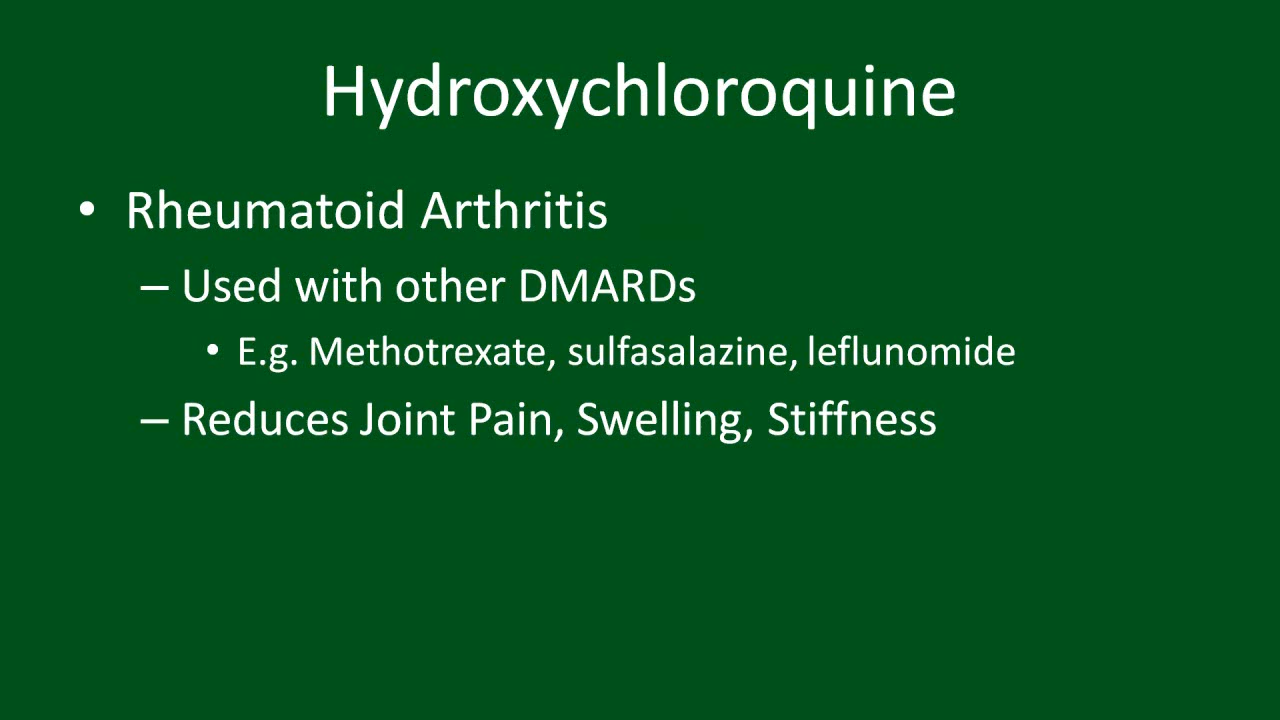 Hydroxychloroquine
• Rheumatoid Arthritis
– Used with other DMARDs
• E.g. Methotrexate, sulfasalazine, leflunomide
– Reduces Joint Pain, Swelling, Stiffness